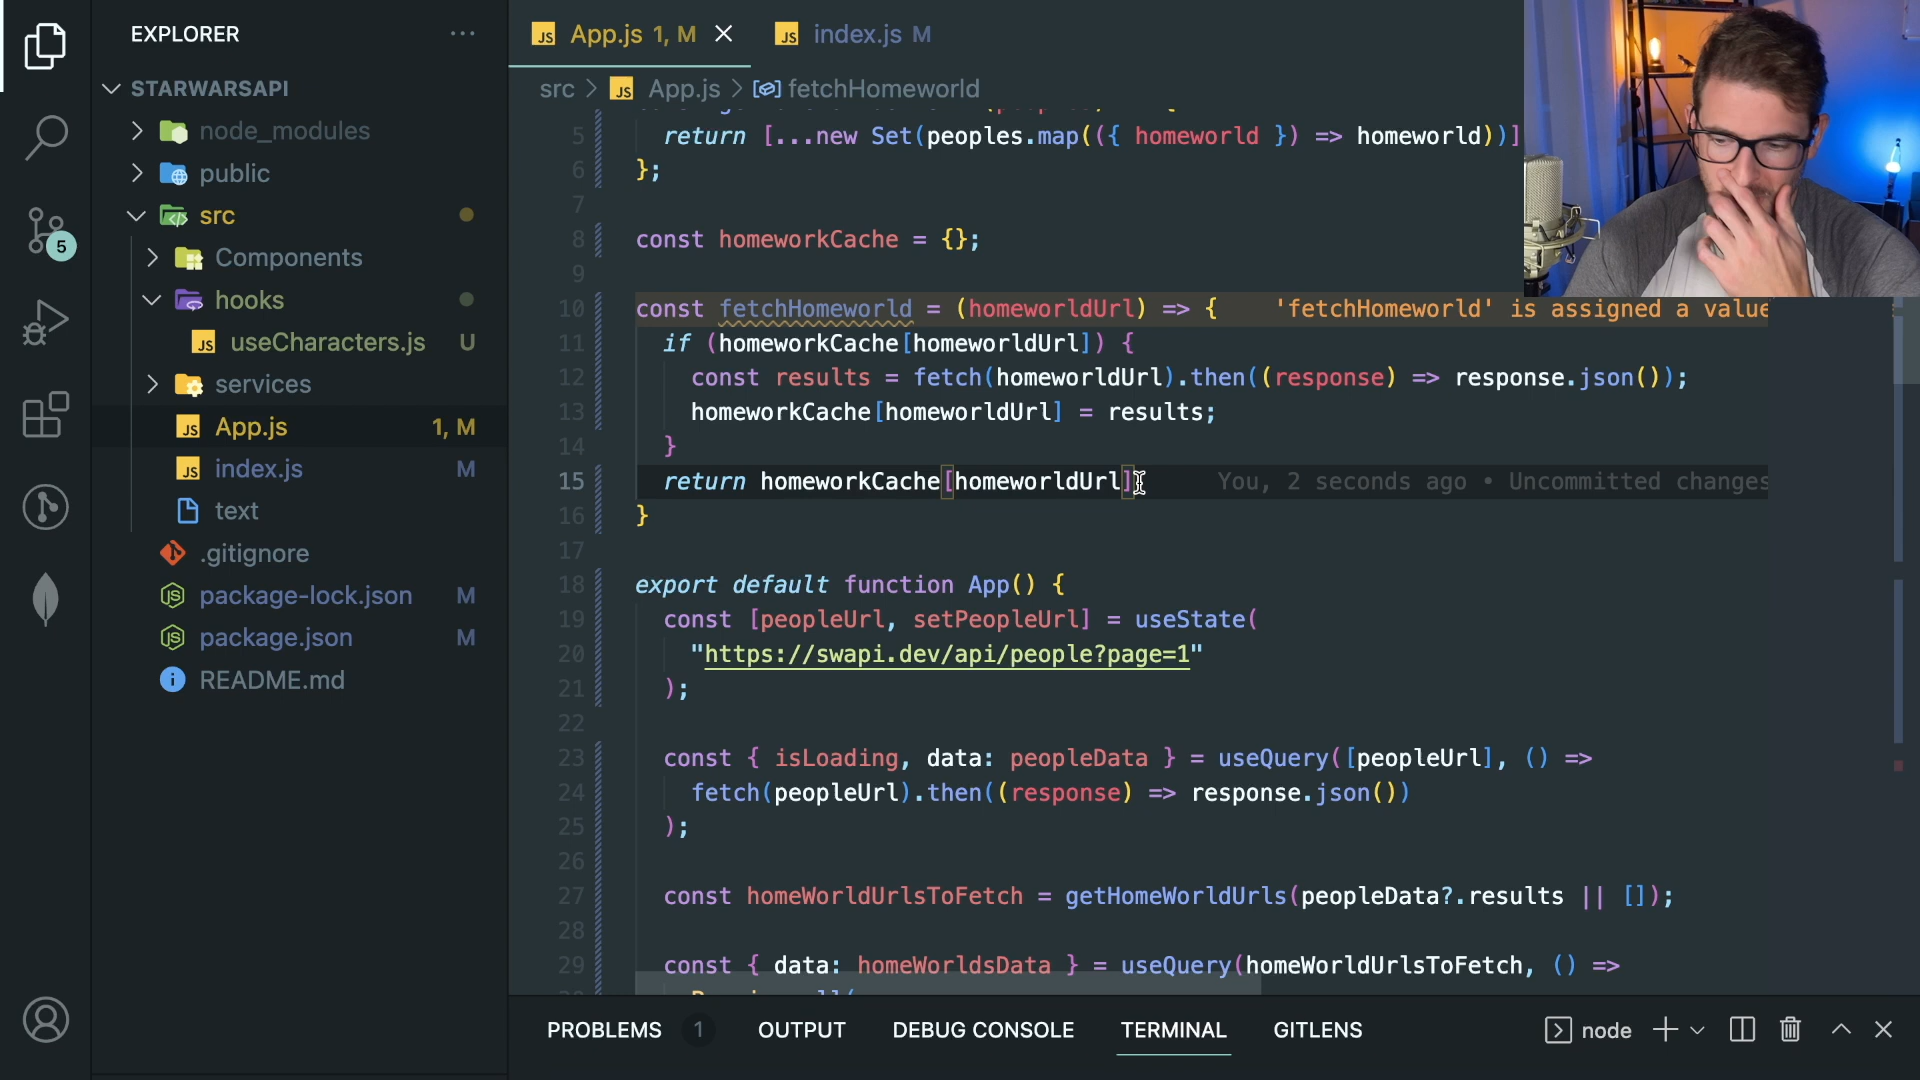 EXPLORER
App.js 1, M
index.js M
STARWARSAPI
src > App.js > fetchHomeworld
node_modules
public
src
Components
hooks
useCharacters.js U
services
App.js 1, M
index.js M
text
.gitignore
package-lock.json M
package.json M
README.md
5
5 return [...new Set(peoples.map(({ homeworld }) => homeworld))]
6 };
7
8 const homeworkCache = {};
9
10 const fetchHomeworld = (homeworldUrl) => { 'fetchHomeworld' is assigned a value
11 if (homeworkCache[homeworldUrl]) {
12 const results = fetch(homeworldUrl).then((response) => response.json());
13 homeworkCache[homeworldUrl] = results;
14 }
15 return homeworkCache[homeworldUrl] You, 2 seconds ago • Uncommitted changes
16 }
17
18 export default function App() {
19 const [peopleUrl, setPeopleUrl] = useState(
20 "https://swapi.dev/api/people?page=1"
21 );
22
23 const { isLoading, data: peopleData } = useQuery([peopleUrl], () =>
24 fetch(peopleUrl).then((response) => response.json())
25 );
26
27 const homeWorldUrlsToFetch = getHomeWorldUrls(peopleData?.results || []);
28
29 const { data: homeWorldsData } = useQuery(homeWorldUrlsToFetch, () =>
PROBLEMS 1 OUTPUT DEBUG CONSOLE TERMINAL GITLENS node